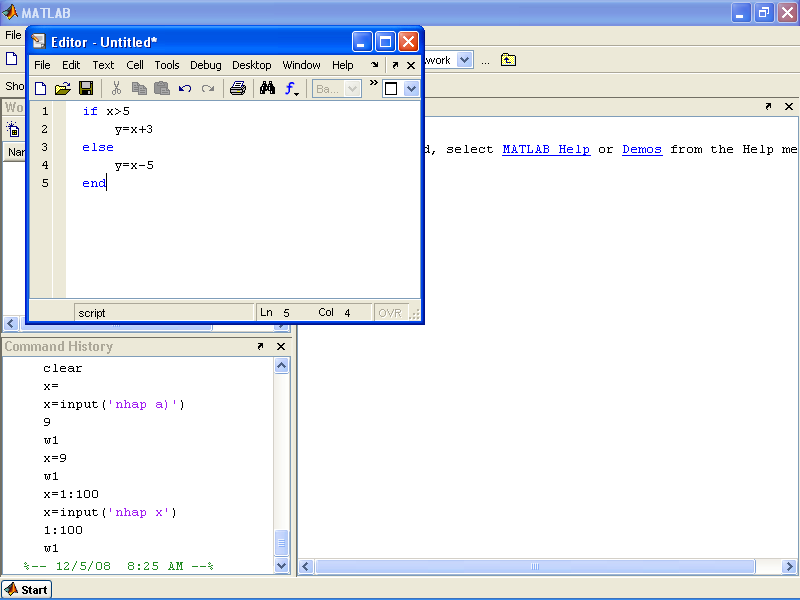 MATLAB
File
Editor - Untitled*
File Edit Text Cell Tools Debug Desktop Window Help
work ...
Ba... »
Sho
Wo
Nar
1 if x>5
2 y=x+3
3 else
4 y=x-5
5 end
d, select MATLAB Help or Demos from the Help me
script Ln 5 Col 4 OVR
Command History
clear
x=
x=input('nhap a)')
9
w1
x=9
w1
x=1:100
x=input('nhap x')
1:100
w1
%-- 12/5/08 8:25 AM --%
Start